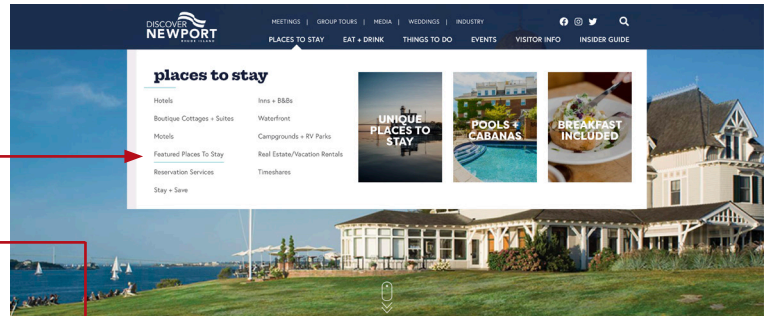 DISCOVER
NEWPORT
RHODE ISLAND
MEETINGS | GROUP TOURS | MEDIA | WEDDINGS | INDUSTRY
PLACES TO STAY EAT + DRINK THINGS TO DO EVENTS VISITOR INFO INSIDER GUIDE
places to stay
Hotels
Boutique Cottages + Suites
Motels
Featured Places To Stay
Reservation Services
Stay + Save
Inns + B&Bs
Waterfront
Campgrounds + RV Parks
Real Estate/Vacation Rentals
Timeshares
UNIQUE
PLACES TO
STAY
POOLS +
CABANAS
BREAKFAST
INCLUDED